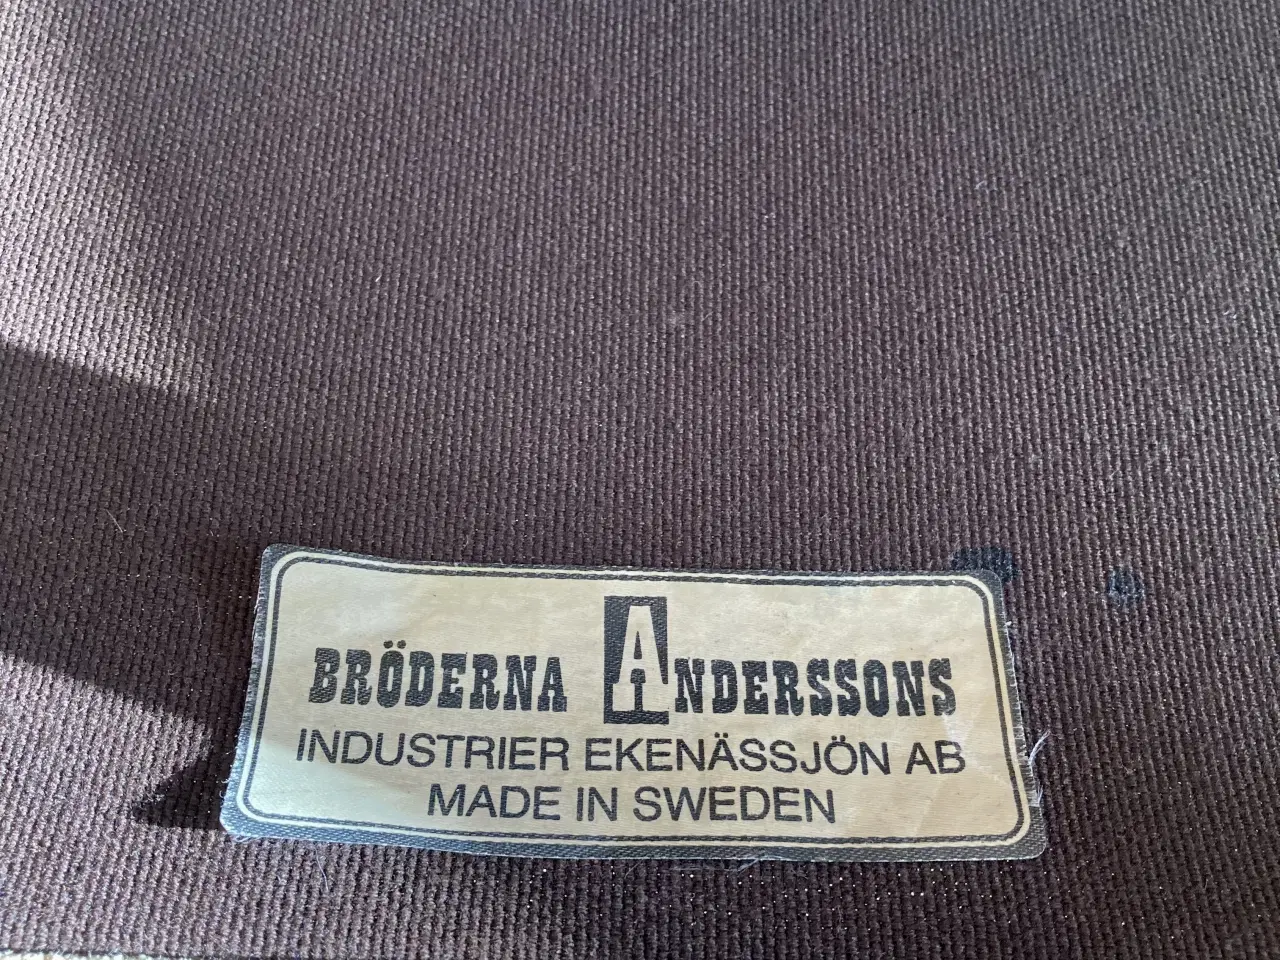 BRÖDERNA ANDERSSONS
INDUSTRIER EKENÄSSJÖN AB
MADE IN SWEDEN